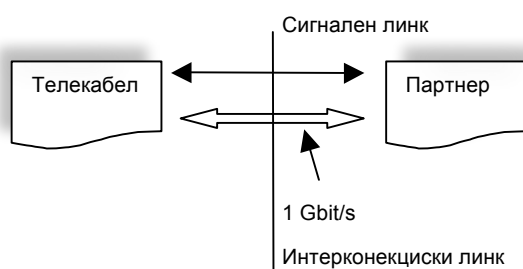 Сигнален линк
Телекабел
Партнер
1 Gbit/s
Интерконекциски линк